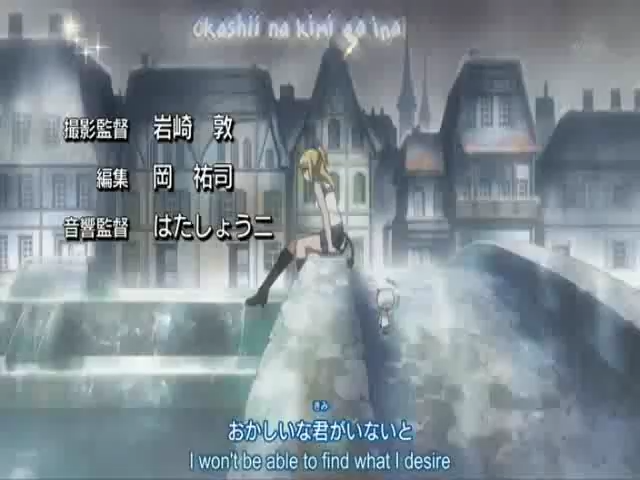 okashii na kimi ga ina
撮影監督 岩崎 敦
編集 岡 祐司
音響監督 はたしょう二
きみ
おかしいな君がいないと
I won't be able to find what I desire